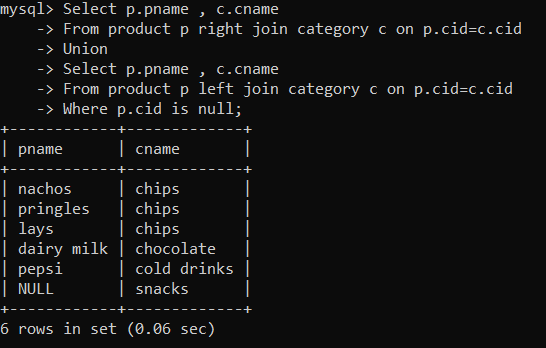 mysql> Select p.pname , c.cname
    -> From product p right join category c on p.cid=c.cid
    -> Union
    -> Select p.pname , c.cname
    -> From product p left join category c on p.cid=c.cid
    -> Where p.cid is null;
+------------+-------------+
| pname      | cname       |
+------------+-------------+
| nachos     | chips       |
| pringles   | chips       |
| lays       | chips       |
| dairy milk | chocolate   |
| pepsi      | cold drinks |
| NULL       | snacks      |
+------------+-------------+
6 rows in set (0.06 sec)